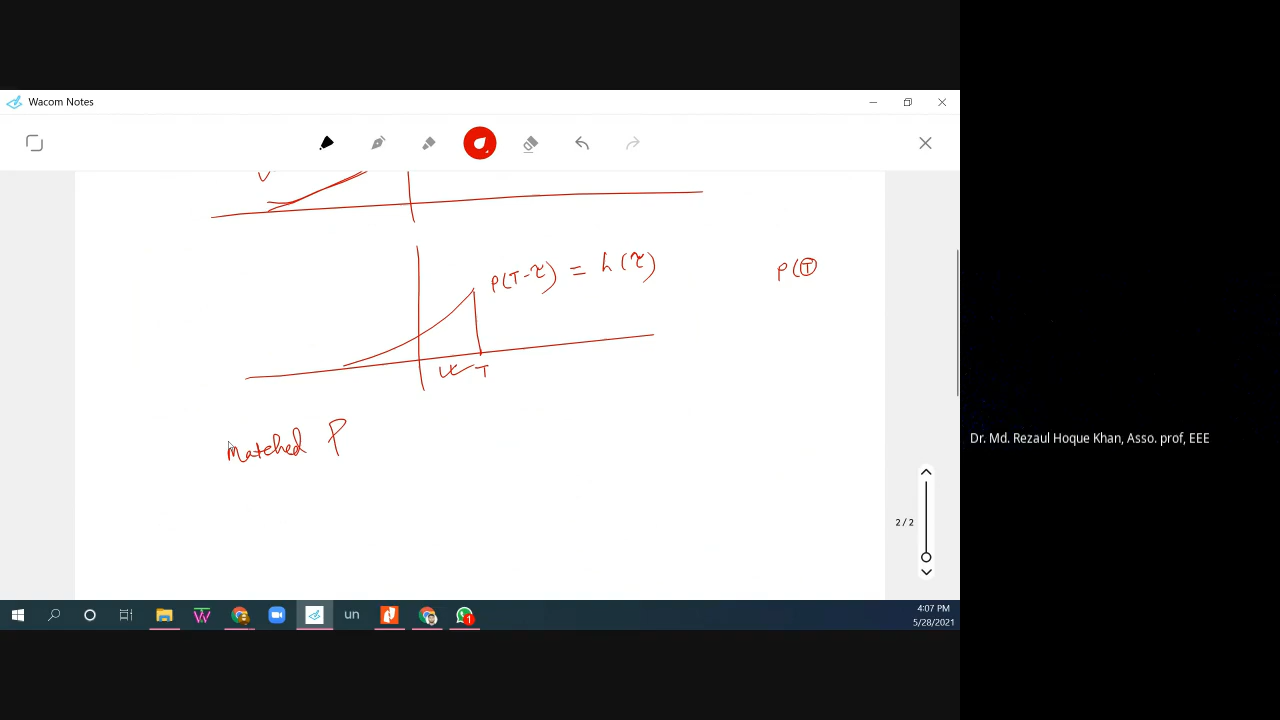 Wacom Notes
P(T-τ) = h(τ)
P(T
T
Matched P
2 / 2
Dr. Md. Rezaul Hoque Khan, Asso. prof, EEE
un
1
4:07 PM
5/28/2021